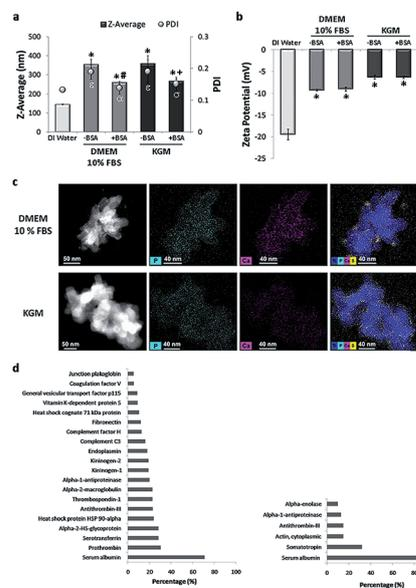 a
Z-Average PDI
Z-Average (nm)
500
400
300
200
100
0
PDI
0.3
0.2
0.1
0
* *# * *+
DI Water -BSA +BSA -BSA +BSA
DMEM
10% FBS
KGM
b
DMEM
10% FBS
KGM
DI Water -BSA +BSA -BSA +BSA
Zeta Potential (mV)
0
-5
-10
-15
-20
-25
* * * *
c
DMEM
10 % FBS
50 nm
P 40 nm
Ca 40 nm
P Ca S 40 nm
KGM
50 nm
P 40 nm
Ca 40 nm
P Ca S 40 nm
d
Junction plakoglobin
Coagulation factor V
General vesicular transport factor p115
Vitamin K-dependent protein S
Heat shock cognate 71 kDa protein
Fibronectin
Complement factor H
Complement C3
Endoplasmin
Kininogen-2
Kininogen-1
Alpha-1-antiproteinase
Alpha-2-macroglobulin
Thrombospondin-1
Antithrombin-III
Heat shock protein HSP 90-alpha
Alpha-2-HS-glycoprotein
Serotransferrin
Prothrombin
Serum albumin
0 20 40 60 80 100
Percentage (%)
Alpha-enolase
Alpha-1-antiproteinase
Antithrombin-III
Actin, cytoplasmic
Somatotropin
Serum albumin
0 20 40 60 80
Percentage (%)